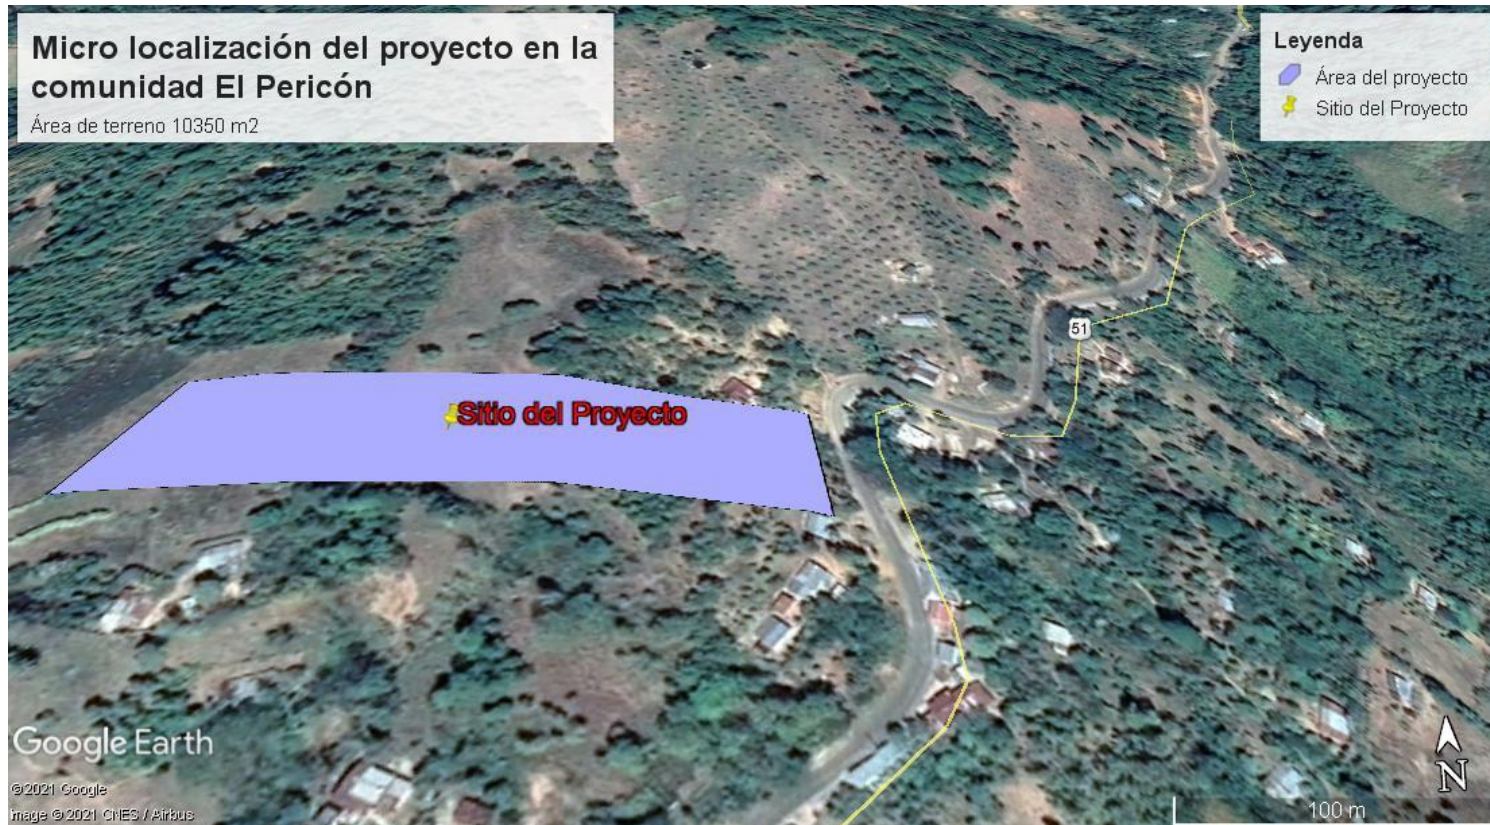 Micro localización del proyecto en la
comunidad El Pericón
Área de terreno 10350 m2
Leyenda
Área del proyecto
Sitio del Proyecto
51
Sitio del Proyecto
Google Earth
©2021 Google
Image © 2021 CNES / Airbus
N
100 m